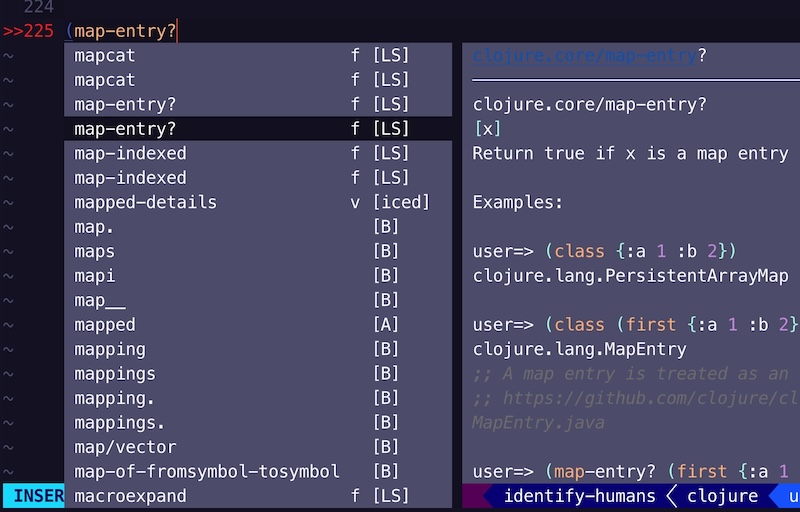 224
>>225 (map-entry?
~ mapcat f [LS]
~ mapcat f [LS]
~ map-entry? f [LS]
~ map-entry? f [LS]
~ map-indexed f [LS]
~ map-indexed f [LS]
~ mapped-details v [iced]
~ map. [B]
~ maps [B]
~ mapi [B]
~ map__ [B]
~ mapped [A]
~ mapping [B]
~ mappings [B]
~ mapping. [B]
~ mappings. [B]
~ map/vector [B]
~ map-of-fromsymbol-tosymbol [B]
macroexpand f [LS]
clojure.core/map-entry?
clojure.core/map-entry?
[x]
Return true if x is a map entry
Examples:
user=> (class {:a 1 :b 2})
clojure.lang.PersistentArrayMap
user=> (class (first {:a 1 :b 2}
clojure.lang.MapEntry
;; A map entry is treated as an
;; https://github.com/clojure/cl
MapEntry.java
user=> (map-entry? (first {:a 1
INSER identify-humans clojure u